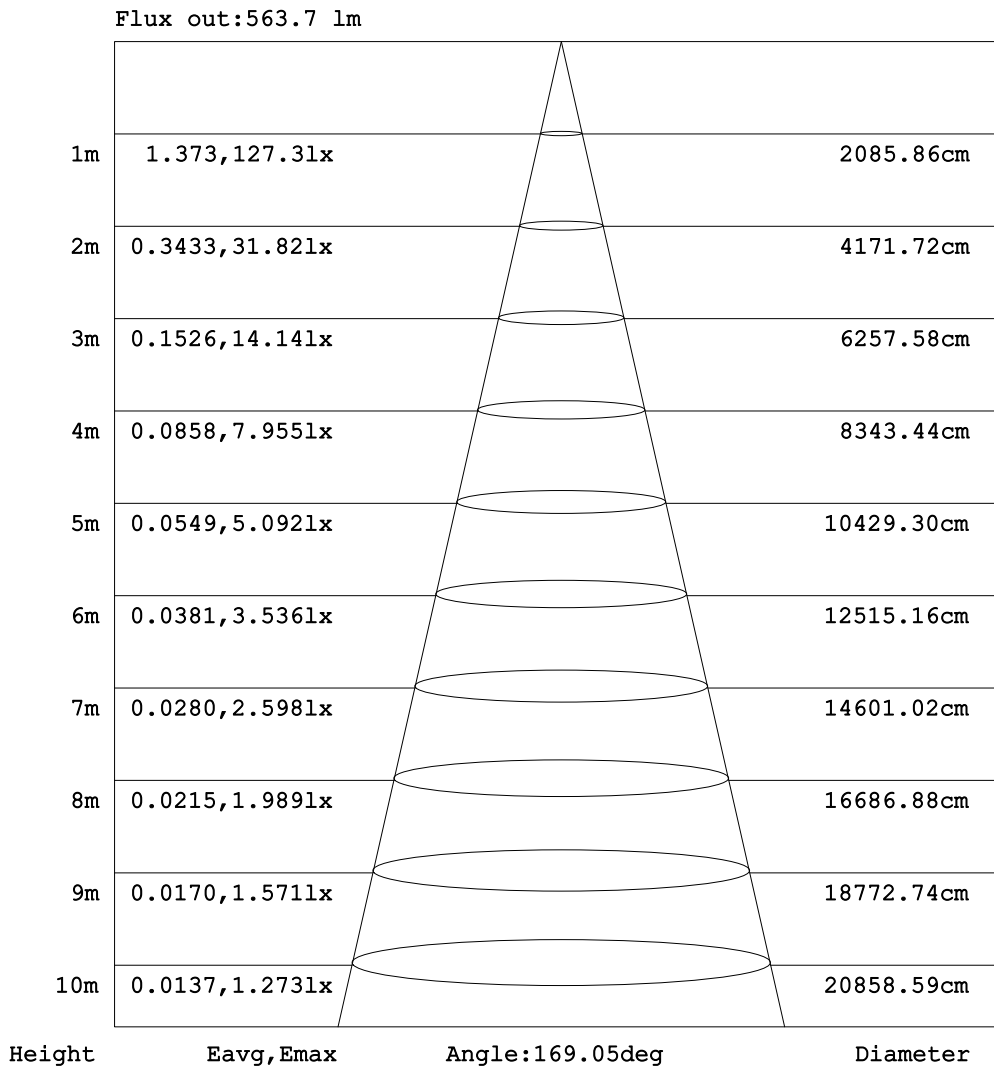 Flux out:563.7 lm
1m 1.373,127.3lx 2085.86cm
2m 0.3433,31.82lx 4171.72cm
3m 0.1526,14.14lx 6257.58cm
4m 0.0858,7.955lx 8343.44cm
5m 0.0549,5.092lx 10429.30cm
6m 0.0381,3.536lx 12515.16cm
7m 0.0280,2.598lx 14601.02cm
8m 0.0215,1.989lx 16686.88cm
9m 0.0170,1.571lx 18772.74cm
10m 0.0137,1.273lx 20858.59cm
Height Eavg,Emax Angle:169.05deg Diameter